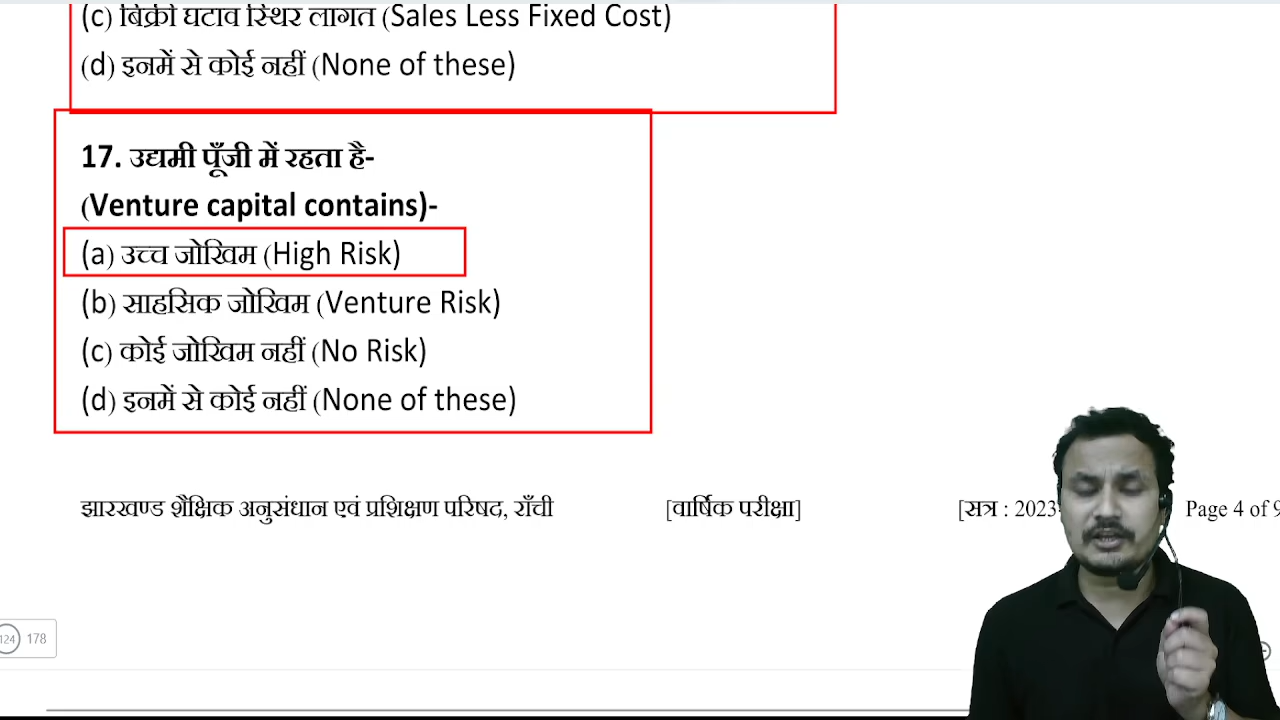 (c) बिक्री घटाव स्थिर लागत (Sales Less Fixed Cost)
(d) इनमें से कोई नहीं (None of these)
17. उद्यमी पूँजी में रहता है-
(Venture capital contains)-
(a) उच्च जोखिम (High Risk)
(b) साहसिक जोखिम (Venture Risk)
(c) कोई जोखिम नहीं (No Risk)
(d) इनमें से कोई नहीं (None of these)
झारखण्ड शैक्षिक अनुसंधान एवं प्रशिक्षण परिषद, राँची [वार्षिक परीक्षा] [सत्र : 2023 Page 4 of 9
124 178